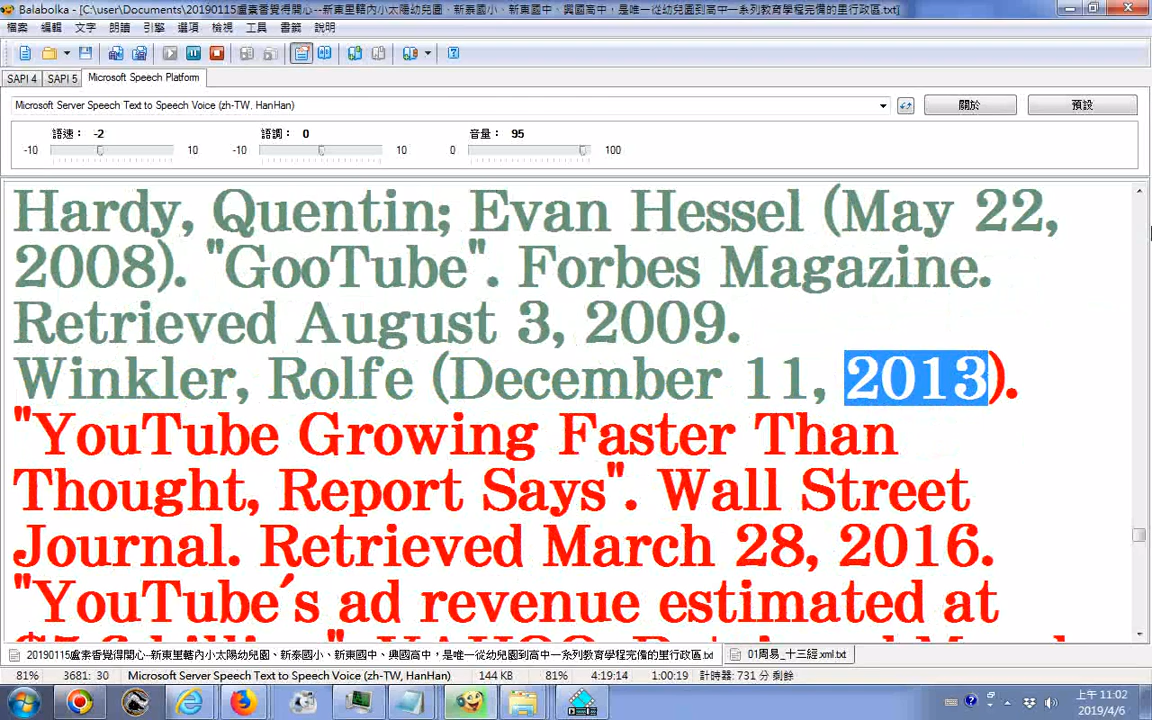 Balabolka - [C:\user\Documents\20190115盧素香覺得開心--新東里轄內小太陽幼兒園、新泰國小、新東國中、興國高中，是唯一從幼兒園到高中一系列教育學程完備的里行政區.txt]
檔案 編輯 文字 朗讀 引擎 選項 檢視 工具 書籤 說明
SAPI 4 SAPI 5 Microsoft Speech Platform
Microsoft Server Speech Text to Speech Voice (zh-TW, HanHan) 關於 預設
語速： -2 語調： 0 音量： 95
-10 10 -10 10 0 100
Hardy, Quentin; Evan Hessel (May 22,
2008). "GooTube". Forbes Magazine.
Retrieved August 3, 2009.
Winkler, Rolfe (December 11, 2013).
"YouTube Growing Faster Than
Thought, Report Says". Wall Street
Journal. Retrieved March 28, 2016.
"YouTube´s ad revenue estimated at
20190115盧素香覺得開心--新東里轄內小太陽幼兒園、新泰國小、新東國中、興國高中，是唯一從幼兒園到高中一系列教育學程完備的里行政區.txt 01周易_十三經.xml.txt
81% 3681: 30 Microsoft Server Speech Text to Speech Voice (zh-TW, HanHan) 144 KB 81% 4:19:14 1:00:19 計時器: 731 分 剩餘
上午 11:02
2019/4/6